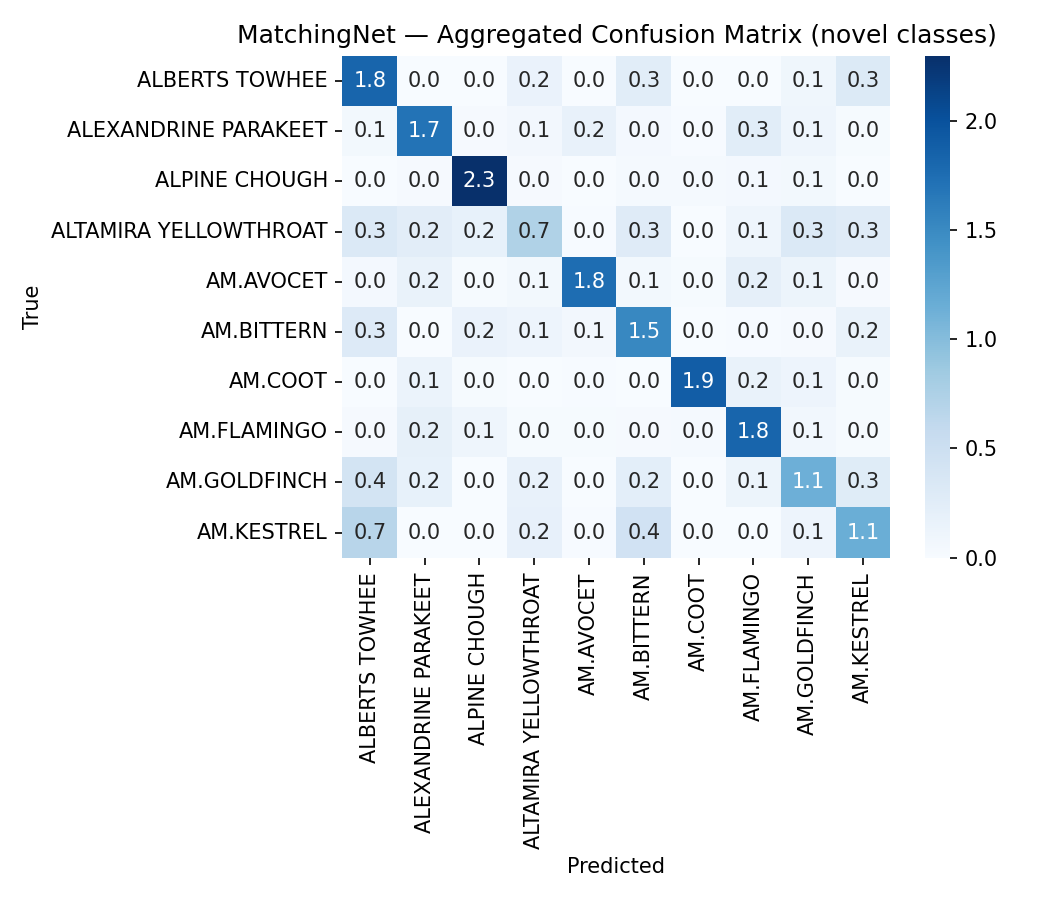 MatchingNet — Aggregated Confusion Matrix (novel classes)
True
ALBERTS TOWHEE 1.8 0.0 0.0 0.2 0.0 0.3 0.0 0.0 0.1 0.3
ALEXANDRINE PARAKEET 0.1 1.7 0.0 0.1 0.2 0.0 0.0 0.3 0.1 0.0
ALPINE CHOUGH 0.0 0.0 2.3 0.0 0.0 0.0 0.0 0.1 0.1 0.0
ALTAMIRA YELLOWTHROAT 0.3 0.2 0.2 0.7 0.0 0.3 0.0 0.1 0.3 0.3
AM.AVOCET 0.0 0.2 0.0 0.1 1.8 0.1 0.0 0.2 0.1 0.0
AM.BITTERN 0.3 0.0 0.2 0.1 0.1 1.5 0.0 0.0 0.0 0.2
AM.COOT 0.0 0.1 0.0 0.0 0.0 0.0 1.9 0.2 0.1 0.0
AM.FLAMINGO 0.0 0.2 0.1 0.0 0.0 0.0 0.0 1.8 0.1 0.0
AM.GOLDFINCH 0.4 0.2 0.0 0.2 0.0 0.2 0.0 0.1 1.1 0.3
AM.KESTREL 0.7 0.0 0.0 0.2 0.0 0.4 0.0 0.0 0.1 1.1
ALBERTS TOWHEE
ALEXANDRINE PARAKEET
ALPINE CHOUGH
ALTAMIRA YELLOWTHROAT
AM.AVOCET
AM.BITTERN
AM.COOT
AM.FLAMINGO
AM.GOLDFINCH
AM.KESTREL
Predicted
2.0
1.5
1.0
0.5
0.0